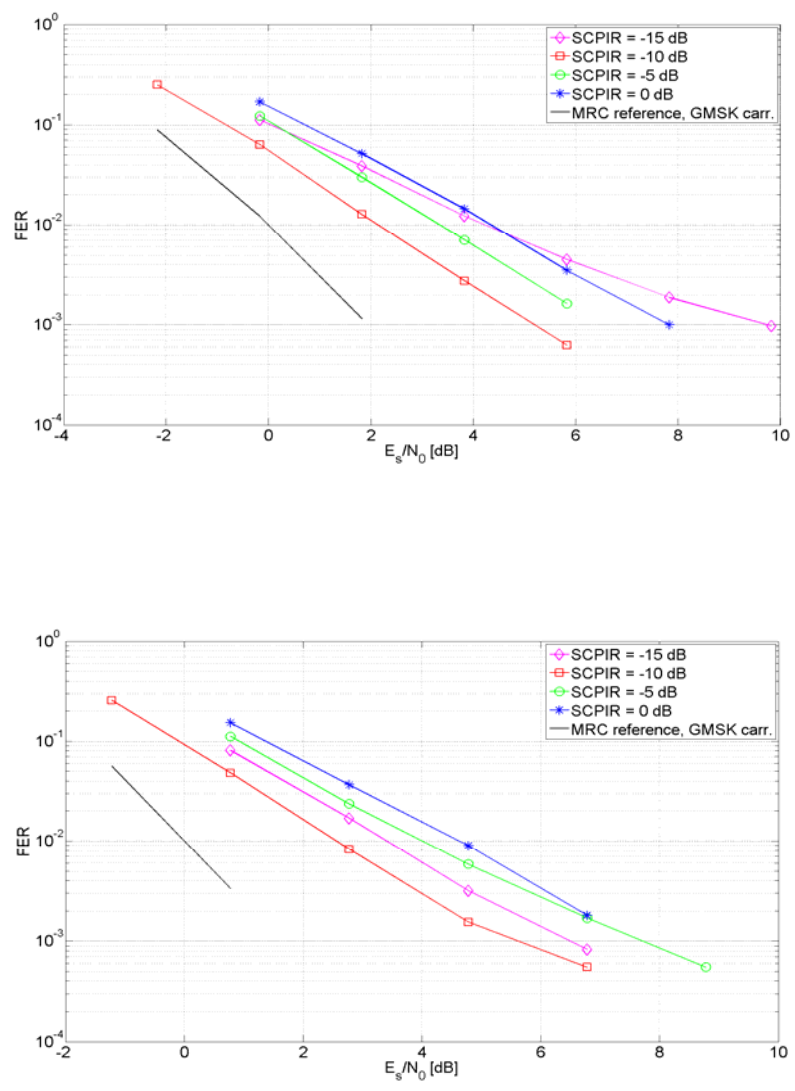 10^0
SCPIR = -15 dB
SCPIR = -10 dB
SCPIR = -5 dB
SCPIR = 0 dB
MRC reference, GMSK carr.
10^-1
FER
10^-2
10^-3
10^-4
-4 -2 0 2 4 6 8 10
E_s/N_0 [dB]
10^0
SCPIR = -15 dB
SCPIR = -10 dB
SCPIR = -5 dB
SCPIR = 0 dB
MRC reference, GMSK carr.
10^-1
FER
10^-2
10^-3
10^-4
-2 0 2 4 6 8 10
E_s/N_0 [dB]